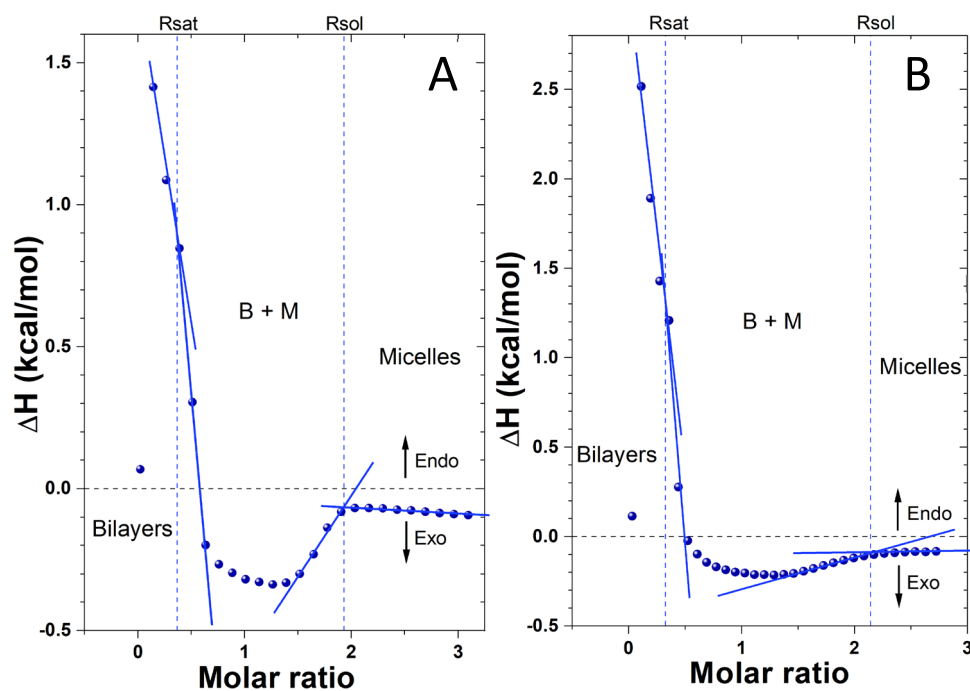 Rsat Rsol
A
1.5
1.0
0.5
0.0
-0.5
ΔH (kcal/mol)
B + M
Micelles
Endo
Exo
Bilayers
0 1 2 3
Molar ratio
Rsat Rsol
B
2.5
2.0
1.5
1.0
0.5
-0.0
-0.5
ΔH (kcal/mol)
B + M
Micelles
Bilayers
Endo
Exo
0 1 2 3
Molar ratio